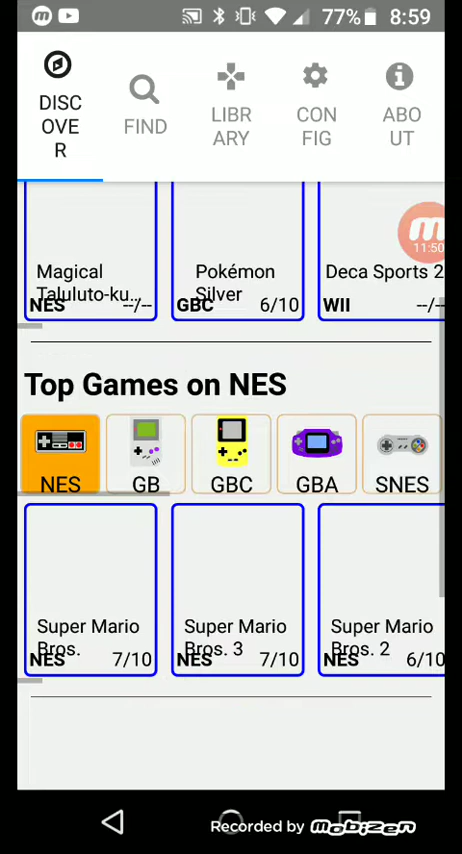 77% 8:59
DISC
OVE
R
FIND
LIBR
ARY
CON
FIG
ABO
UT
11:50
Magical
Taluluto-ku...
NES --/--
Pokémon
Silver
GBC 6/10
Deca Sports 2
WII --/--
Top Games on NES
NES GB GBC GBA SNES
Super Mario
Bros.
NES 7/10
Super Mario
Bros. 3
NES 7/10
Super Mario
Bros. 2
NES 6/10
Recorded by mobizen